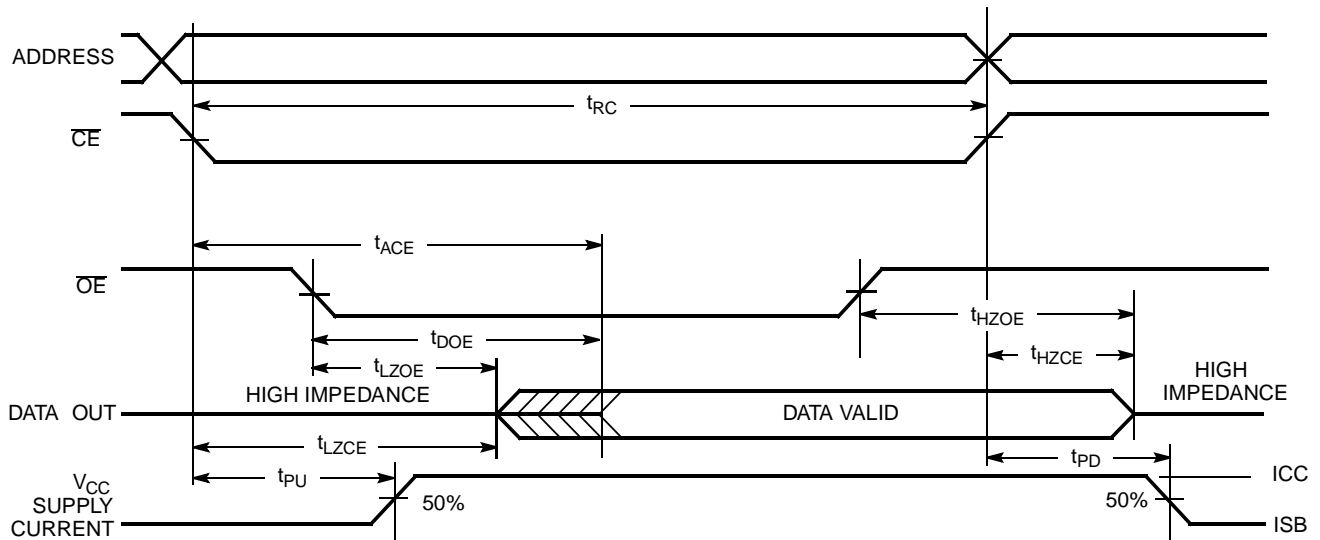 ADDRESS
tRC
CE
tACE
OE
tHZOE
tDOE
tHZCE
tLZOE
HIGH IMPEDANCE
HIGH
IMPEDANCE
DATA OUT
DATA VALID
tLZCE
tPU
tPD
VCC
SUPPLY
CURRENT
50%
50%
ICC
ISB